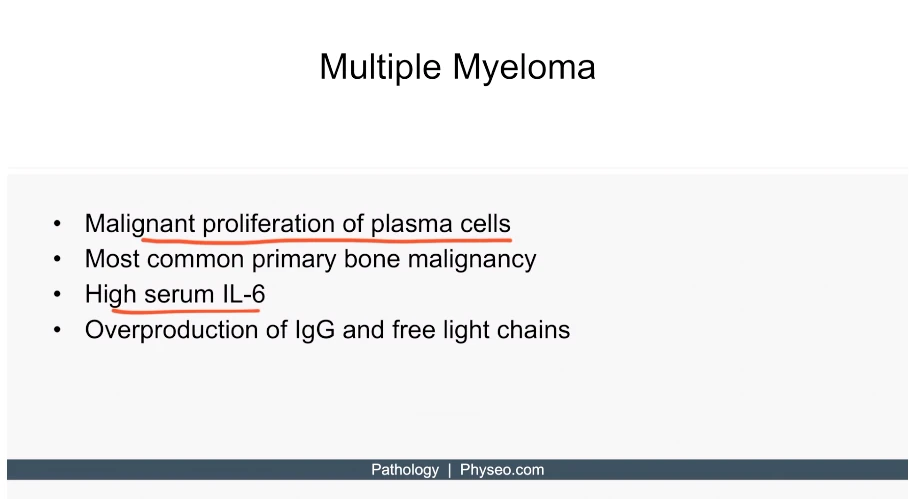 Multiple Myeloma
• Malignant proliferation of plasma cells
• Most common primary bone malignancy
• High serum IL-6
• Overproduction of IgG and free light chains
Pathology | Physeo.com